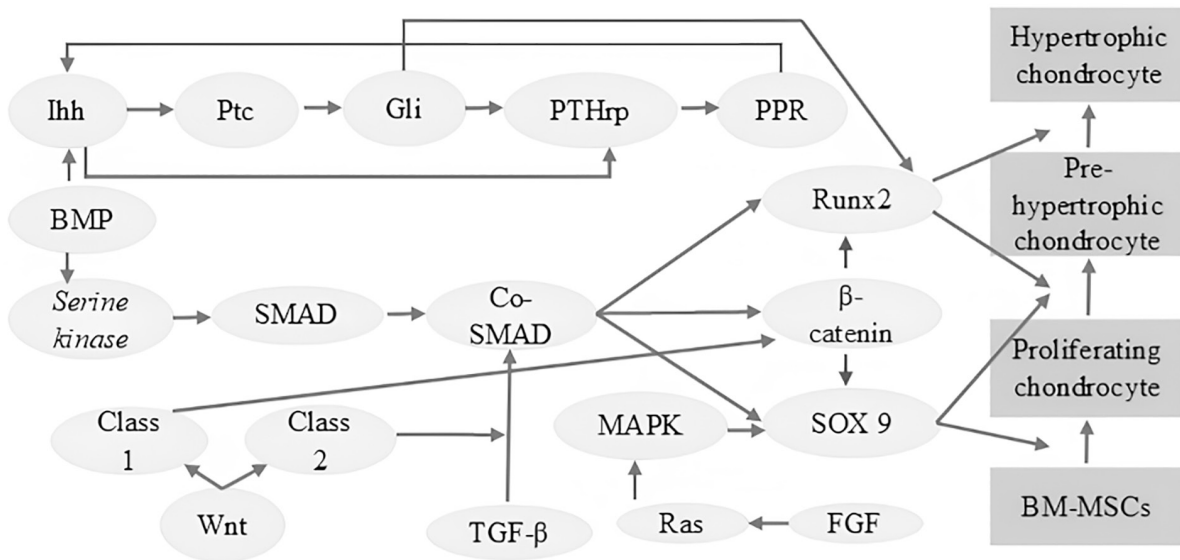 Hypertrophic
chondrocyte
Ihh
Ptc
Gli
PTHrp
PPR
Pre-
hypertrophic
chondrocyte
Runx2
BMP
Serine
kinase
SMAD
Co-
SMAD
β-
catenin
Proliferating
chondrocyte
Class
1
Class
2
MAPK
SOX 9
Wnt
TGF-β
Ras
FGF
BM-MSCs